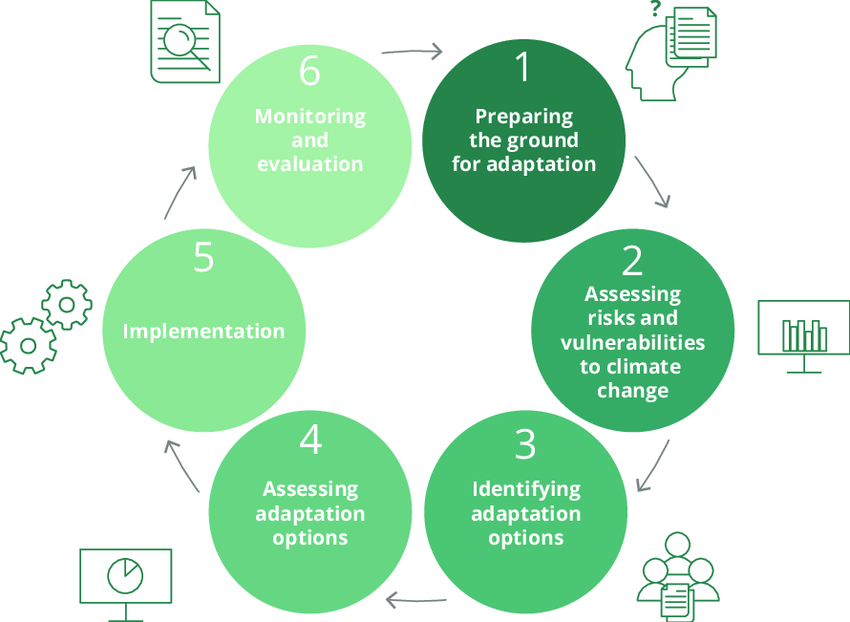 ?
1
Preparing
the ground
for adaptation
2
Assessing
risks and
vulnerabilities
to climate
change
3
Identifying
adaptation
options
4
Assessing
adaptation
options
5
Implementation
6
Monitoring
and
evaluation